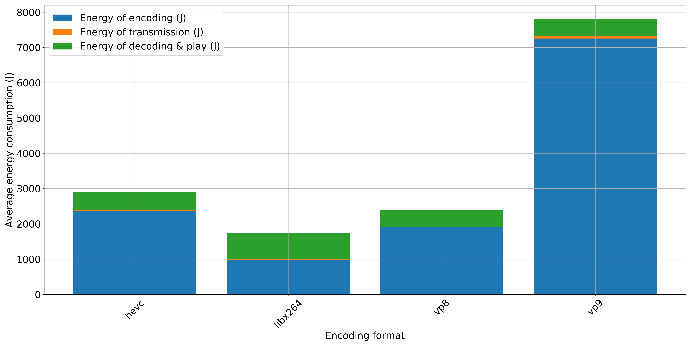 Energy of encoding (J)
Energy of transmission (J)
Energy of decoding & play (J)
Average energy consumption (J)
8000
7000
6000
5000
4000
3000
2000
1000
0
hevc
libx264
vp8
vp9
Encoding format